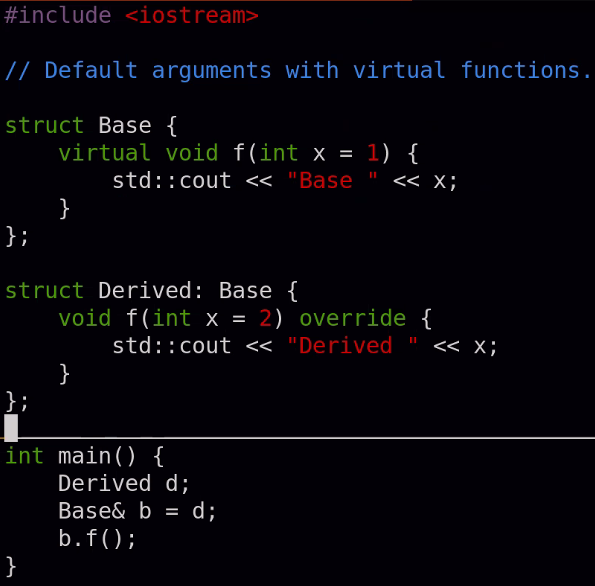 #include <iostream>

// Default arguments with virtual functions.

struct Base {
    virtual void f(int x = 1) {
        std::cout << "Base " << x;
    }
};

struct Derived: Base {
    void f(int x = 2) override {
        std::cout << "Derived " << x;
    }
};

int main() {
    Derived d;
    Base& b = d;
    b.f();
}